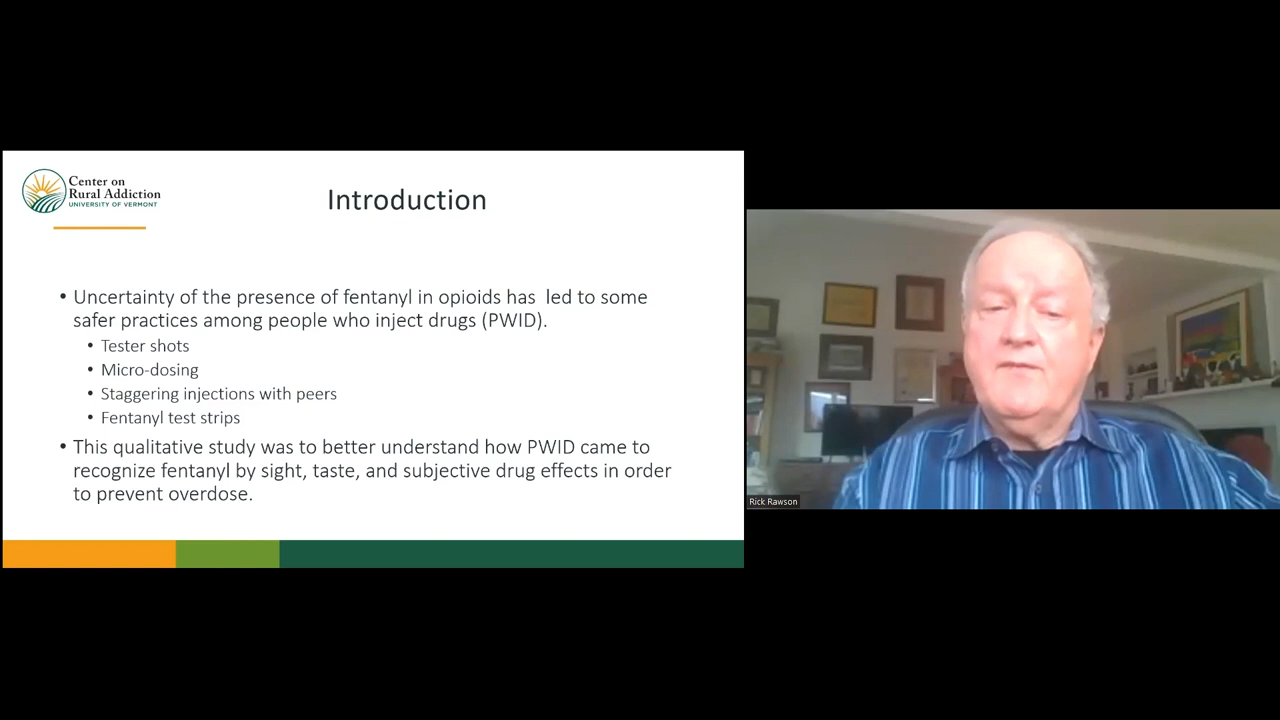 Center on
Rural Addiction
UNIVERSITY OF VERMONT
Introduction
• Uncertainty of the presence of fentanyl in opioids has led to some
safer practices among people who inject drugs (PWID).
• Tester shots
• Micro-dosing
• Staggering injections with peers
• Fentanyl test strips
• This qualitative study was to better understand how PWID came to
recognize fentanyl by sight, taste, and subjective drug effects in order
to prevent overdose.
Rick Rawson